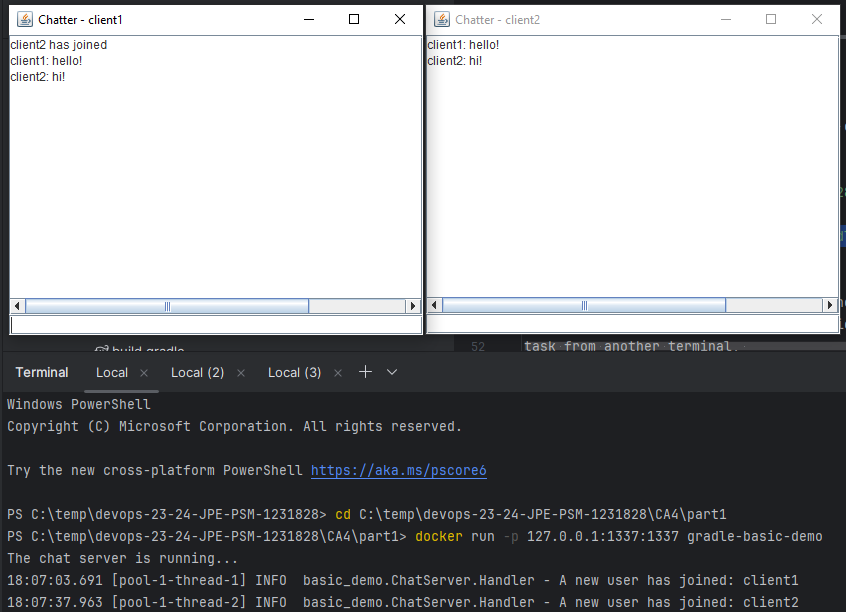 Chatter - client1
client2 has joined
client1: hello!
client2: hi!
Chatter - client2
client1: hello!
client2: hi!
build.gradle
52 task from another terminal.
Terminal Local Local (2) Local (3)
Windows PowerShell
Copyright (C) Microsoft Corporation. All rights reserved.
Try the new cross-platform PowerShell https://aka.ms/pscore6
PS C:\temp\devops-23-24-JPE-PSM-1231828> cd C:\temp\devops-23-24-JPE-PSM-1231828\CA4\part1
PS C:\temp\devops-23-24-JPE-PSM-1231828\CA4\part1> docker run -p 127.0.0.1:1337:1337 gradle-basic-demo
The chat server is running...
18:07:03.691 [pool-1-thread-1] INFO  basic_demo.ChatServer.Handler - A new user has joined: client1
18:07:37.963 [pool-1-thread-2] INFO  basic_demo.ChatServer.Handler - A new user has joined: client2